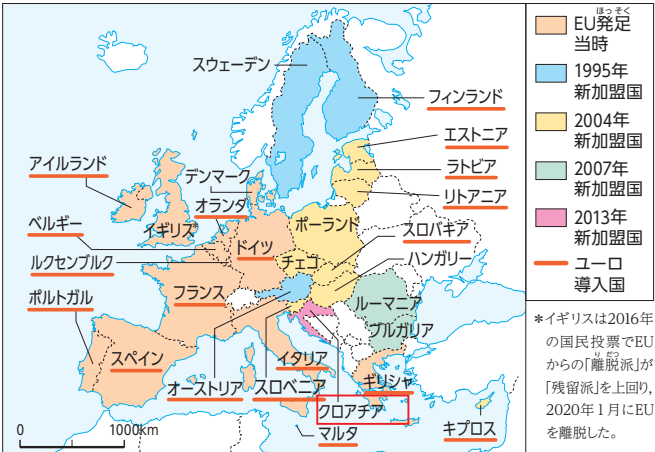 スウェーデン
フィンランド
エストニア
アイルランド
デンマーク
ラトビア
オランダ
リトアニア
ベルギー
イギリス*
ポーランド
スロバキア
ドイツ
ルクセンブルク
チェコ
ハンガリー
ポルトガル
フランス
ルーマニア
ブルガリア
スペイン
イタリア
オーストリア
スロベニア
ギリシャ
クロアチア
マルタ
キプロス
0 1000km
ほっそく
EU発足
当時
1995年
新加盟国
2004年
新加盟国
2007年
新加盟国
2013年
新加盟国
ユーロ
導入国
*イギリスは2016年
の国民投票でEU
りだつ
からの「離脱派」が
「残留派」を上回り,
2020年1月にEU
を離脱した。